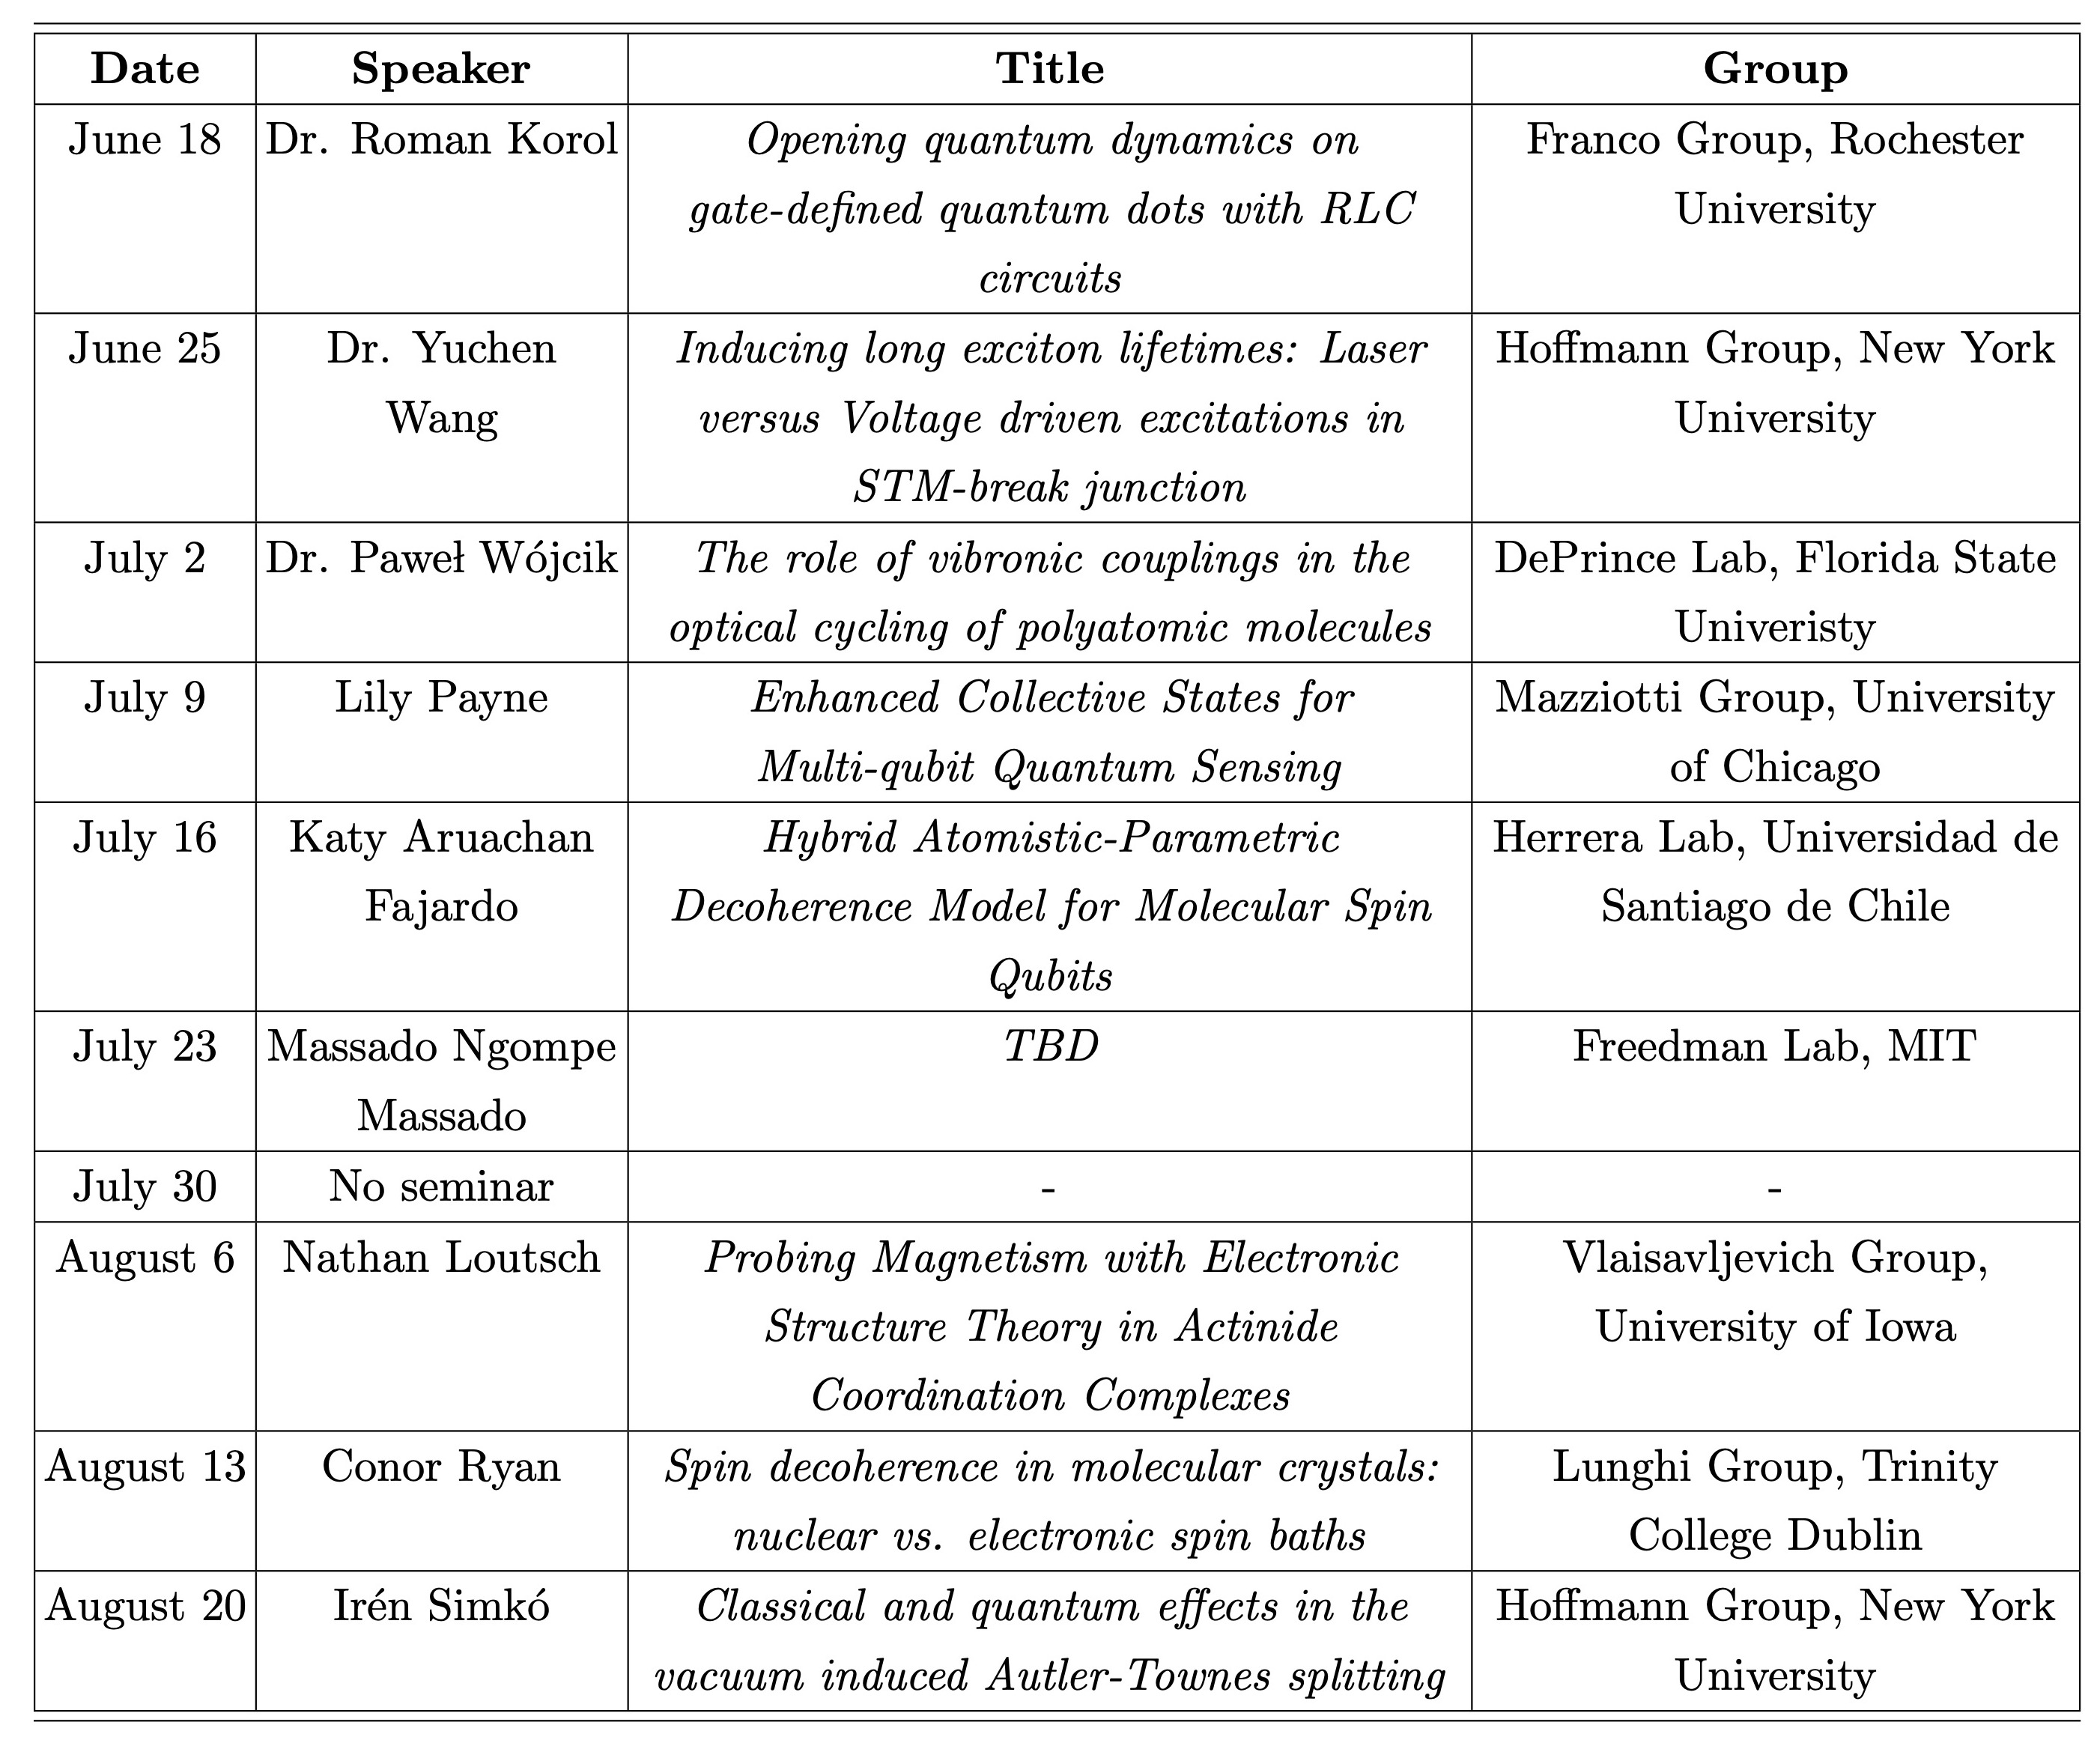 Date Speaker Title Group
June 18 Dr. Roman Korol Opening quantum dynamics on Franco Group, Rochester
gate-defined quantum dots with RLC University
circuits
June 25 Dr. Yuchen Inducing long exciton lifetimes: Laser Hoffmann Group, New York
Wang versus Voltage driven excitations in University
STM-break junction
July 2 Dr. Paweł Wójcik The role of vibronic couplings in the DePrince Lab, Florida State
optical cycling of polyatomic molecules Univeristy
July 9 Lily Payne Enhanced Collective States for Mazziotti Group, University
Multi-qubit Quantum Sensing of Chicago
July 16 Katy Aruachan Hybrid Atomistic-Parametric Herrera Lab, Universidad de
Fajardo Decoherence Model for Molecular Spin Santiago de Chile
Qubits
July 23 Massado Ngompe TBD Freedman Lab, MIT
Massado
July 30 No seminar - -
August 6 Nathan Loutsch Probing Magnetism with Electronic Vlaisavljevich Group,
Structure Theory in Actinide University of Iowa
Coordination Complexes
August 13 Conor Ryan Spin decoherence in molecular crystals: Lunghi Group, Trinity
nuclear vs. electronic spin baths College Dublin
August 20 Irén Simkó Classical and quantum effects in the Hoffmann Group, New York
vacuum induced Autler-Townes splitting University